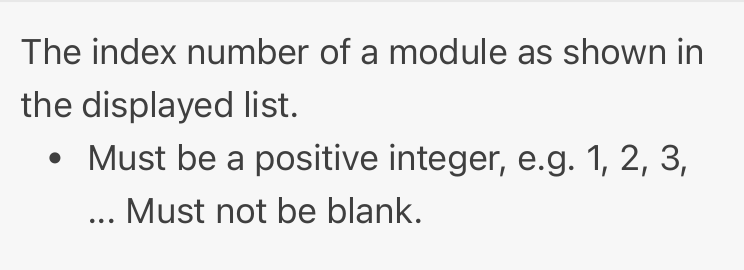 The index number of a module as shown in
the displayed list.
• Must be a positive integer, e.g. 1, 2, 3,
... Must not be blank.